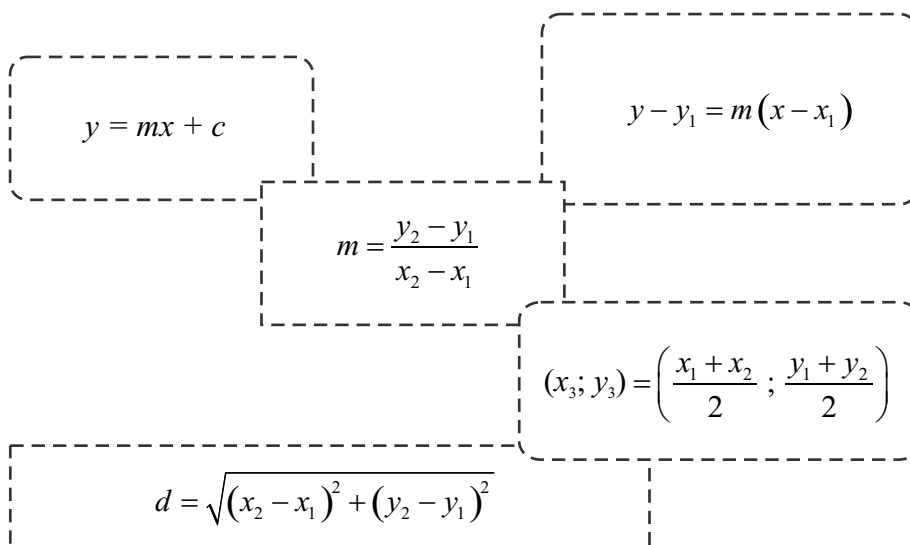 y = mx + c
y − y₁ = m(x − x₁)
m = (y₂ − y₁)/(x₂ − x₁)
(x₃; y₃) = ((x₁ + x₂)/2 ; (y₁ + y₂)/2)
d = √((x₂ − x₁)² + (y₂ − y₁)²)